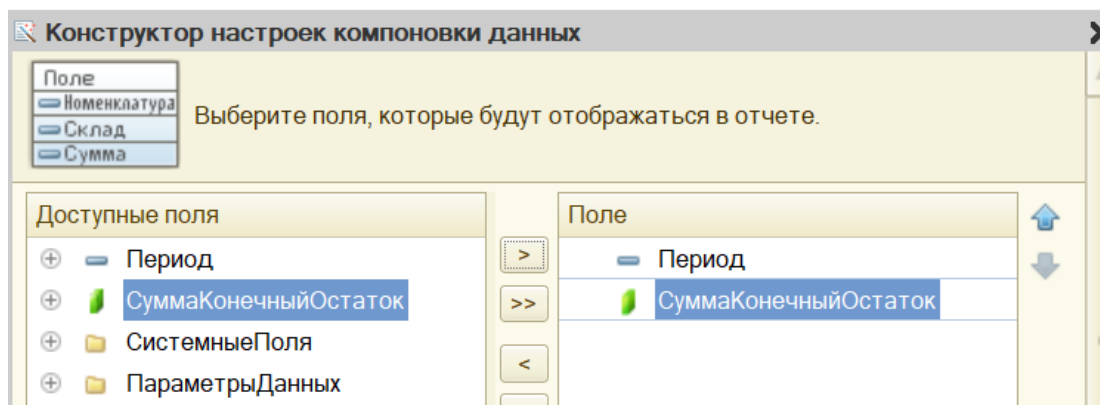 Конструктор настроек компоновки данных
Поле
Номенклатура
Склад
Сумма
Выберите поля, которые будут отображаться в отчете.
Доступные поля
Период
СуммаКонечныйОстаток
СистемныеПоля
ПараметрыДанных
>
>>
<
Поле
Период
СуммаКонечныйОстаток